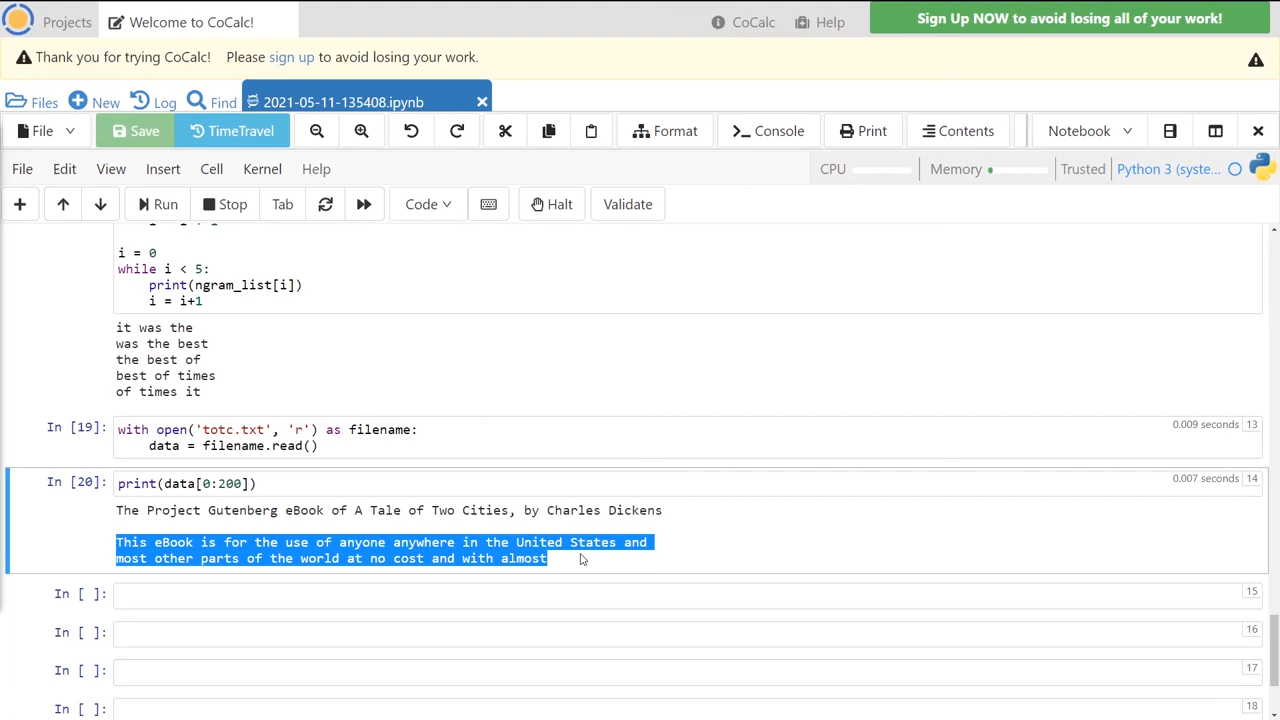 Projects Welcome to CoCalc! CoCalc Help Sign Up NOW to avoid losing all of your work!
Thank you for trying CoCalc! Please sign up to avoid losing your work.
Files New Log Find 2021-05-11-135408.ipynb
File Save TimeTravel Format Console Print Contents Notebook
File Edit View Insert Cell Kernel Help CPU Memory Trusted Python 3 (syste...
Run Stop Tab Code Halt Validate
i = 0
while i < 5:
    print(ngram_list[i])
    i = i+1
it was the
was the best
the best of
best of times
of times it
In [19]: with open('totc.txt', 'r') as filename: 0.009 seconds 13
    data = filename.read()
In [20]: print(data[0:200]) 0.007 seconds 14
The Project Gutenberg eBook of A Tale of Two Cities, by Charles Dickens
This eBook is for the use of anyone anywhere in the United States and
most other parts of the world at no cost and with almost
In [ ]: 15
In [ ]: 16
In [ ]: 17
In [ ]: 18